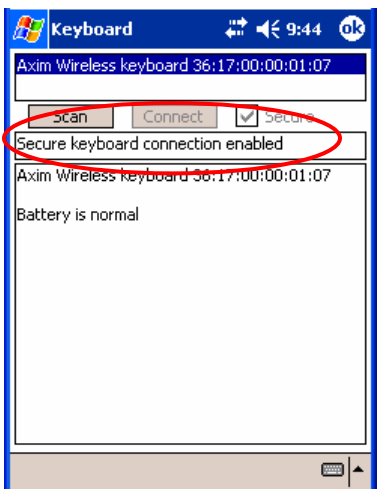 Keyboard 9:44 ok
Axim Wireless keyboard 36:17:00:00:01:07
Scan Connect Secure
Secure keyboard connection enabled
Axim Wireless keyboard 36:17:00:00:01:07
Battery is normal